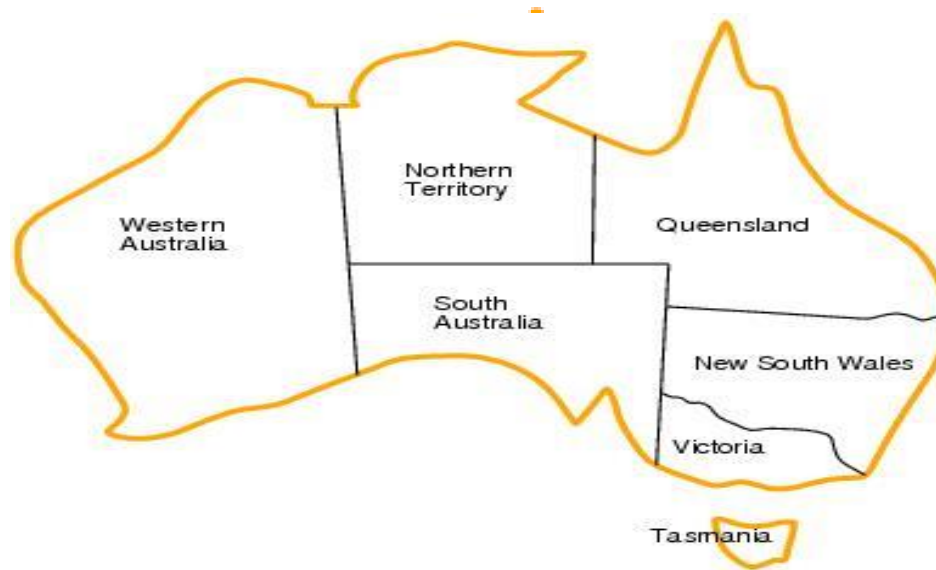 Northern
Territory
Western
Australia
Queensland
South
Australia
New South Wales
Victoria
Tasmania